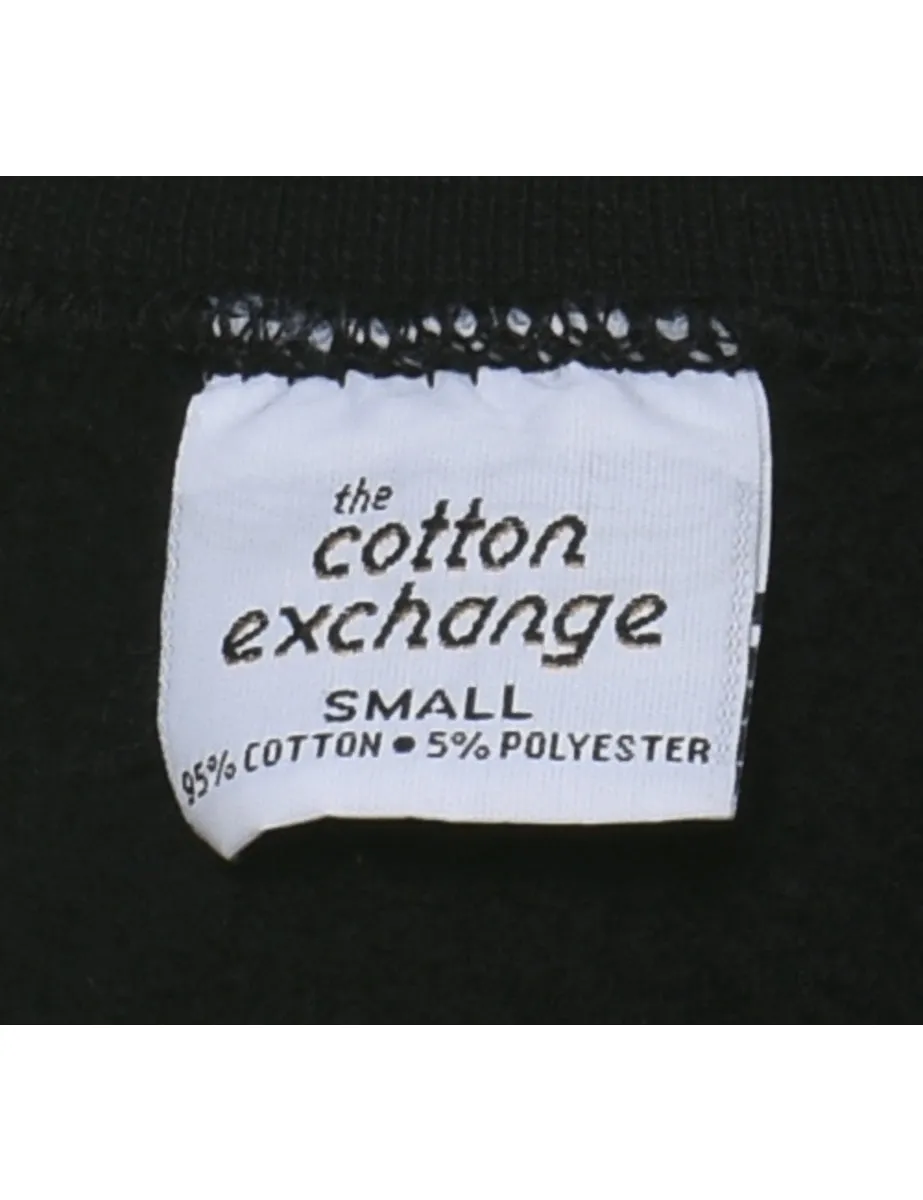 the
cotton
exchange
SMALL
95% COTTON • 5% POLYESTER